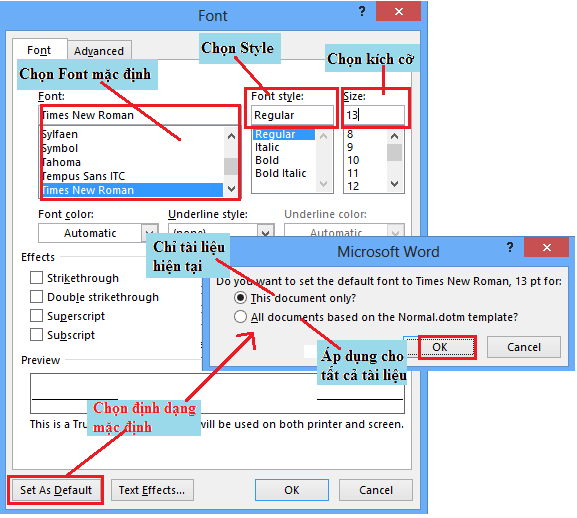 Font
?
Font
Advanced
Chọn Font mặc định
Chọn Style
Chọn kích cỡ
Font:
Font style:
Size:
Times New Roman
Regular
13
Sylfaen
Symbol
Tahoma
Tempus Sans ITC
Times New Roman
Regular
Italic
Bold
Bold Italic
8
9
10
11
12
Font color:
Underline style:
Underline color:
Automatic
(none)
Automatic
Effects
Strikethrough
Double strikethrough
Superscript
Subscript
Chỉ tài liệu
hiện tại
Microsoft Word
?
Do you want to set the default font to Times New Roman, 13 pt for:
This document only?
All documents based on the Normal.dotm template?
OK
Cancel
Áp dụng cho
tất cả tài liệu
Preview
Chọn định dạng
mặc định
This is a Tru
will be used on both printer and screen.
Set As Default
Text Effects...
OK
Cancel